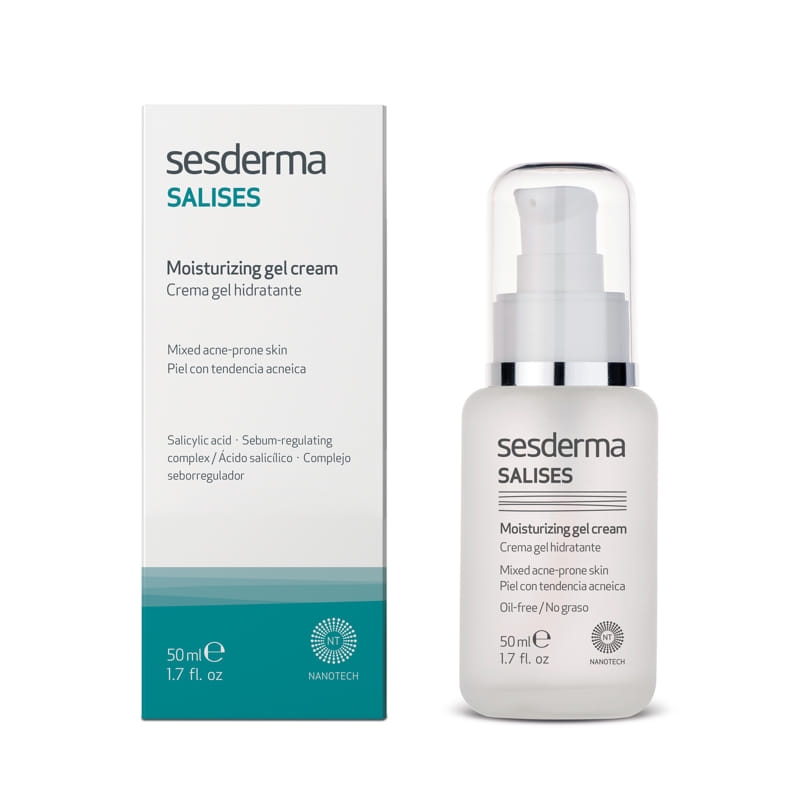 sesderma
SALISES
Moisturizing gel cream
Crema gel hidratante
Mixed acne-prone skin
Piel con tendencia acneica
Salicylic acid · Sebum-regulating
complex / Ácido salicílico · Complejo
seborregulador
50 ml ℮
1.7 fl. oz
NT
NANOTECH
sesderma
SALISES
Moisturizing gel cream
Crema gel hidratante
Mixed acne-prone skin
Piel con tendencia acneica
Oil-free / No graso
50 ml ℮
1.7 fl. oz
NT
NANOTECH